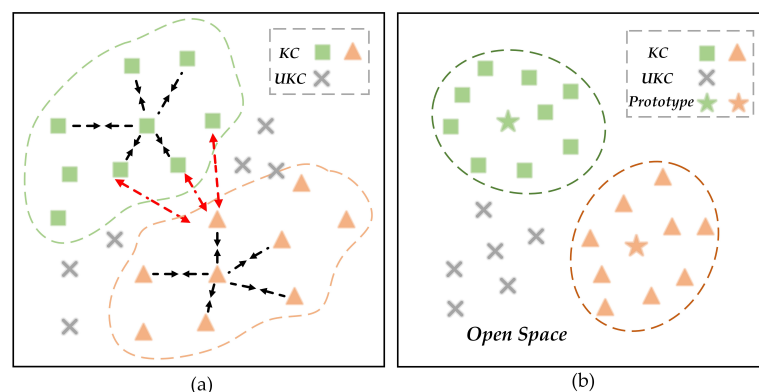 KC
UKC
KC
UKC
Prototype
Open Space
(a)
(b)